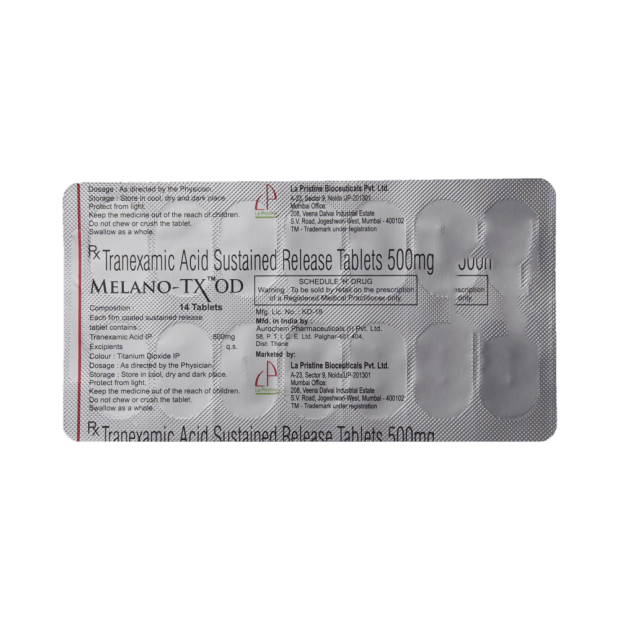 Dosage : As directed by the Physician.
Storage : Store in cool, dry and dark place.
Protect from light.
Keep the medicine out of the reach of children.
Do not chew or crush the tablet.
Swallow as a whole.
La Pristine
La Pristine Bioceuticals Pvt. Ltd.
A-23, Sector 9, Noida UP-201301
Mumbai Office:
208, Veena Dalvai Industrial Estate
S.V. Road, Jogeshwari-West, Mumbai - 400102
TM - Trademark under registration
Rx Tranexamic Acid Sustained Release Tablets 500mg
MELANO-TX™OD
14 Tablets
SCHEDULE 'H' DRUG
Warning : To be sold by retail on the prescription
of a Registered Medical Practitioner only.
scription
only.
Composition :
Each film coated sustained release
tablet contains :
Tranexamic Acid IP 500mg
Excipients q.s.
Colour : Titanium Dioxide IP
Dosage : As directed by the Physician
Storage : Store in cool, dry and dark place.
Protect from light.
Keep the medicine out of the reach of children.
Do not chew or crush the tablet.
Swallow as a whole.
Mfg. Lic. No. : KD-19
Mfd. in India by :
Aurochem Pharmaceuticals (I) Pvt. Ltd.
58, P. T. I. C. E. Ltd. Palghar-401 404,
Dist: Thane
Marketed by:
La Pristine Bioceuticals Pvt. Ltd.
A-23, Sector 9, Noida UP-201301
Mumbai Office:
208, Veena Dalvai Industrial Estate
S.V. Road, Jogeshwari-West, Mumbai - 400102
TM - Trademark under registration
Rx Tranexamic Acid Sustained Release Tablets 500mg